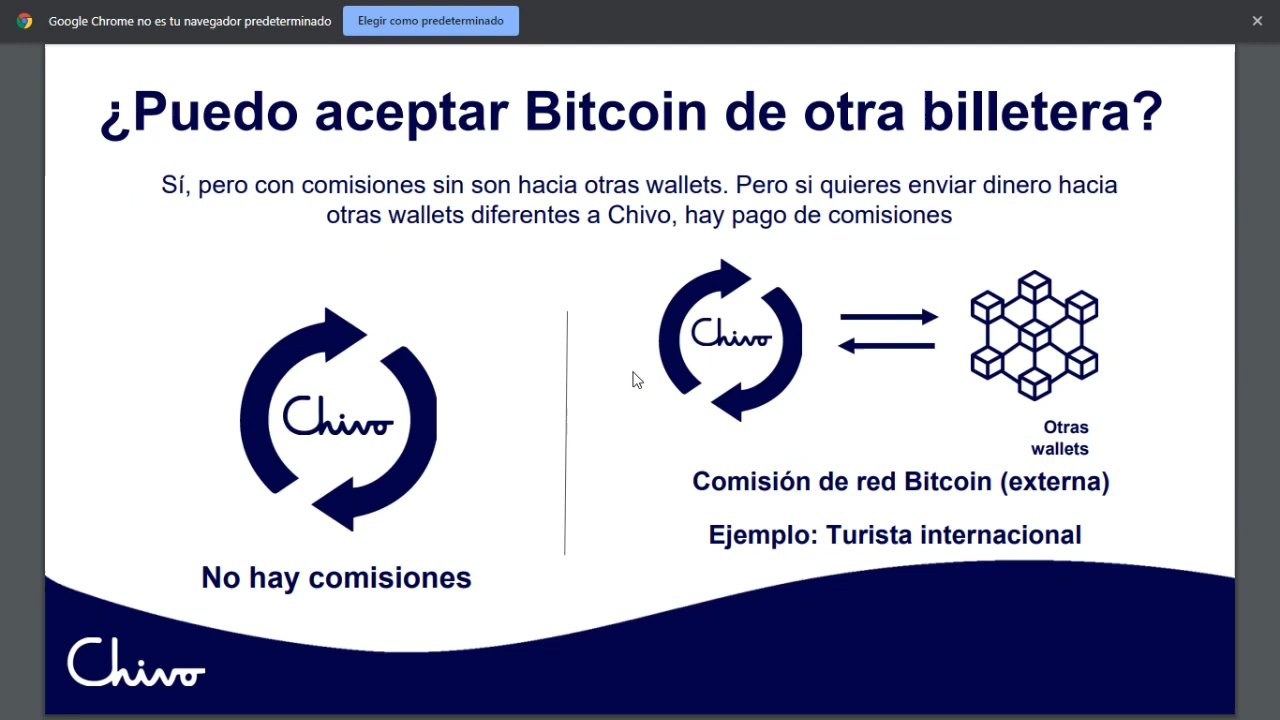 Google Chrome no es tu navegador predeterminado
Elegir como predeterminado
¿Puedo aceptar Bitcoin de otra billetera?
Sí, pero con comisiones sin son hacia otras wallets. Pero si quieres enviar dinero hacia
otras wallets diferentes a Chivo, hay pago de comisiones
Chivo
No hay comisiones
Chivo
Otras
wallets
Comisión de red Bitcoin (externa)
Ejemplo: Turista internacional
Chivo